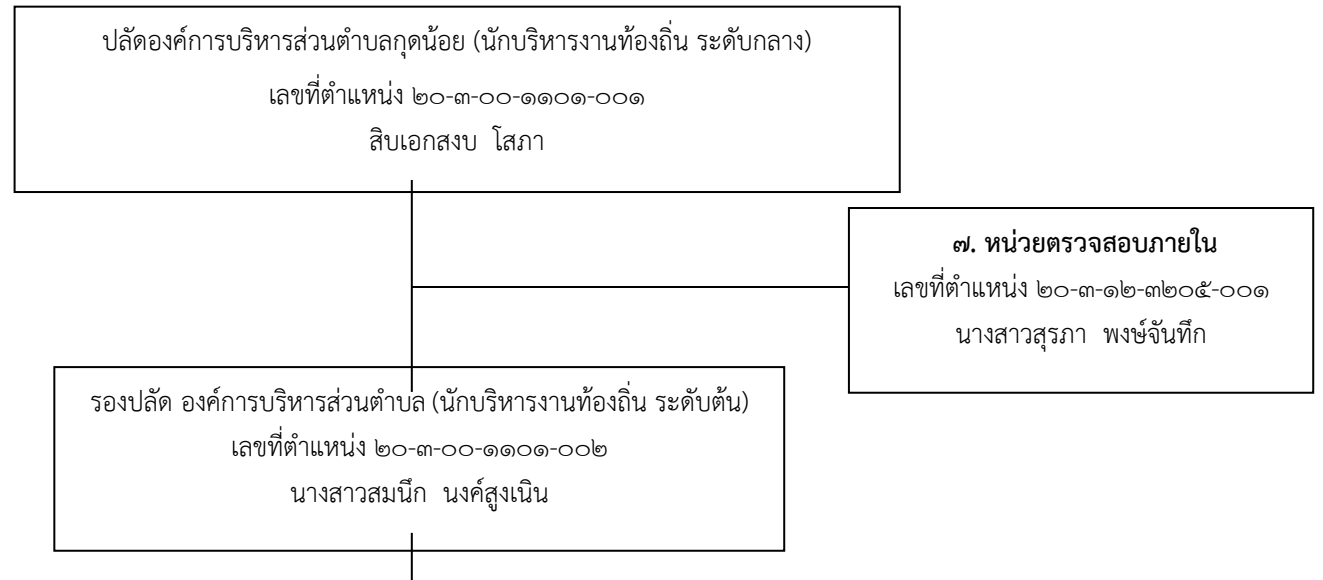 ปลัดองค์การบริหารส่วนตำบลกุดน้อย (นักบริหารงานท้องถิ่น ระดับกลาง)
เลขที่ตำแหน่ง ๒๐-๓-๐๐-๑๑๐๑-๐๐๑
สิบเอกสงบ โสภา
๗. หน่วยตรวจสอบภายใน
เลขที่ตำแหน่ง ๒๐-๓-๑๒-๓๒๐๕-๐๐๑
นางสาวสุรภา พงษ์จันทึก
รองปลัด องค์การบริหารส่วนตำบล (นักบริหารงานท้องถิ่น ระดับต้น)
เลขที่ตำแหน่ง ๒๐-๓-๐๐-๑๑๐๑-๐๐๒
นางสาวสมนึก นงค์สูงเนิน